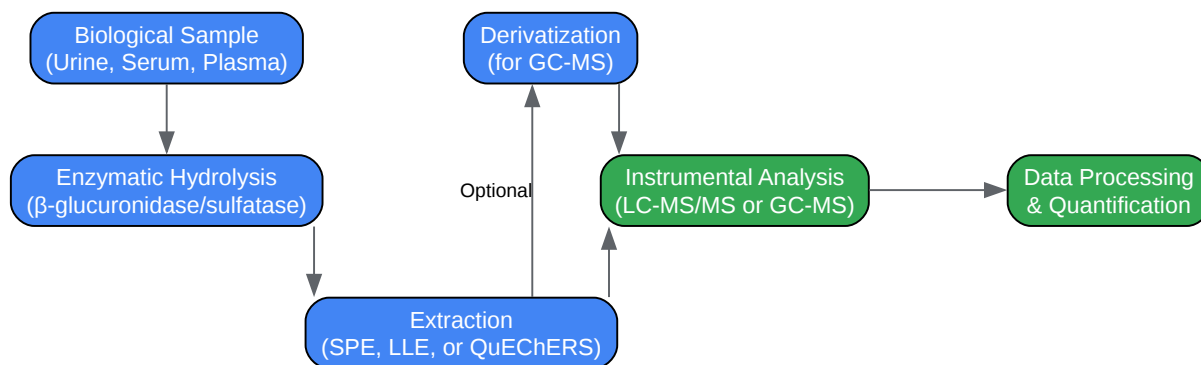 Biological Sample
(Urine, Serum, Plasma)
Derivatization
(for GC-MS)
Enzymatic Hydrolysis
(β-glucuronidase/sulfatase)
Optional
Instrumental Analysis
(LC-MS/MS or GC-MS)
Data Processing
& Quantification
Extraction
(SPE, LLE, or QuEChERS)